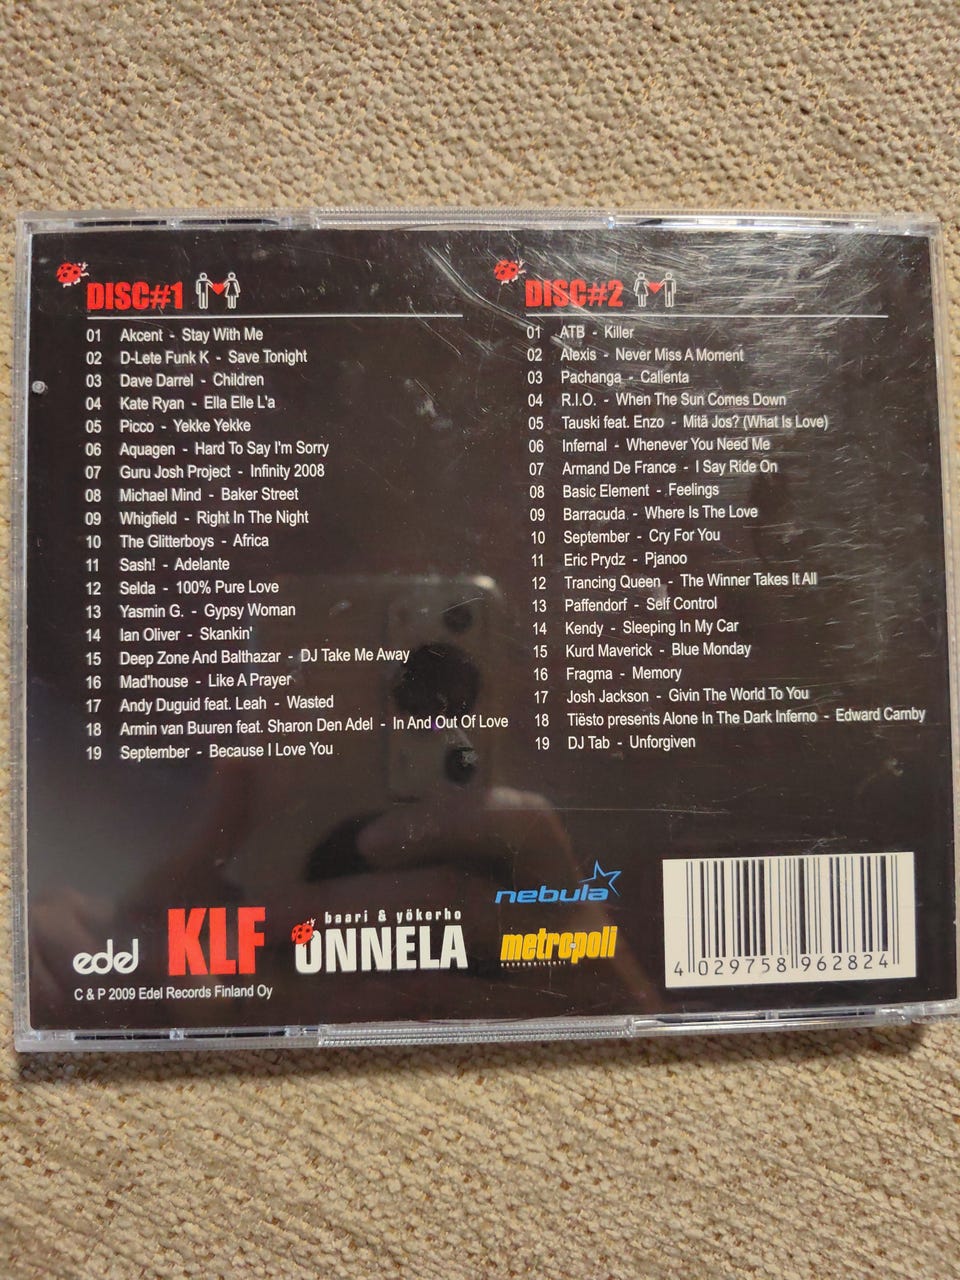 DISC#1
01 Akcent - Stay With Me
02 D-Lete Funk K - Save Tonight
03 Dave Darrel - Children
04 Kate Ryan - Ella Elle L'a
05 Picco - Yekke Yekke
06 Aquagen - Hard To Say I'm Sorry
07 Guru Josh Project - Infinity 2008
08 Michael Mind - Baker Street
09 Whigfield - Right In The Night
10 The Glitterboys - Africa
11 Sash! - Adelante
12 Selda - 100% Pure Love
13 Yasmin G. - Gypsy Woman
14 Ian Oliver - Skankin'
15 Deep Zone And Balthazar - DJ Take Me Away
16 Mad'house - Like A Prayer
17 Andy Duguid feat. Leah - Wasted
18 Armin van Buuren feat. Sharon Den Adel - In And Out Of Love
19 September - Because I Love You
DISC#2
01 ATB - Killer
02 Alexis - Never Miss A Moment
03 Pachanga - Calienta
04 R.I.O. - When The Sun Comes Down
05 Tauski feat. Enzo - Mitã Jos? (What Is Love)
06 Infernal - Whenever You Need Me
07 Armand De France - I Say Ride On
08 Basic Element - Feelings
09 Barracuda - Where Is The Love
10 September - Cry For You
11 Eric Prydz - Pjanoo
12 Trancing Queen - The Winner Takes It All
13 Paffendorf - Self Control
14 Kendy - Sleeping In My Car
15 Kurd Maverick - Blue Monday
16 Fragma - Memory
17 Josh Jackson - Givin The World To You
18 Tiësto presents Alone In The Dark Inferno - Edward Carnby
19 DJ Tab - Unforgiven
edel
KLF
baari & yökerho
ONNELA
nebula
metropoli
4 029758 962824
C & P 2009 Edel Records Finland Oy